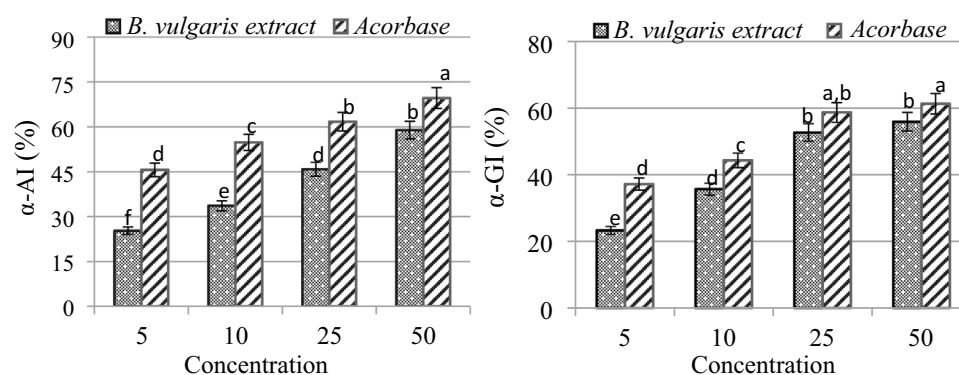 B. vulgaris extract Acorbase
90
75
60
45
30
15
0
α-AI (%)
f d e c d b b a
5 10 25 50
Concentration
B. vulgaris extract Acorbase
80
60
40
20
0
α-GI (%)
e d d c b a,b b a
5 10 25 50
Concentration